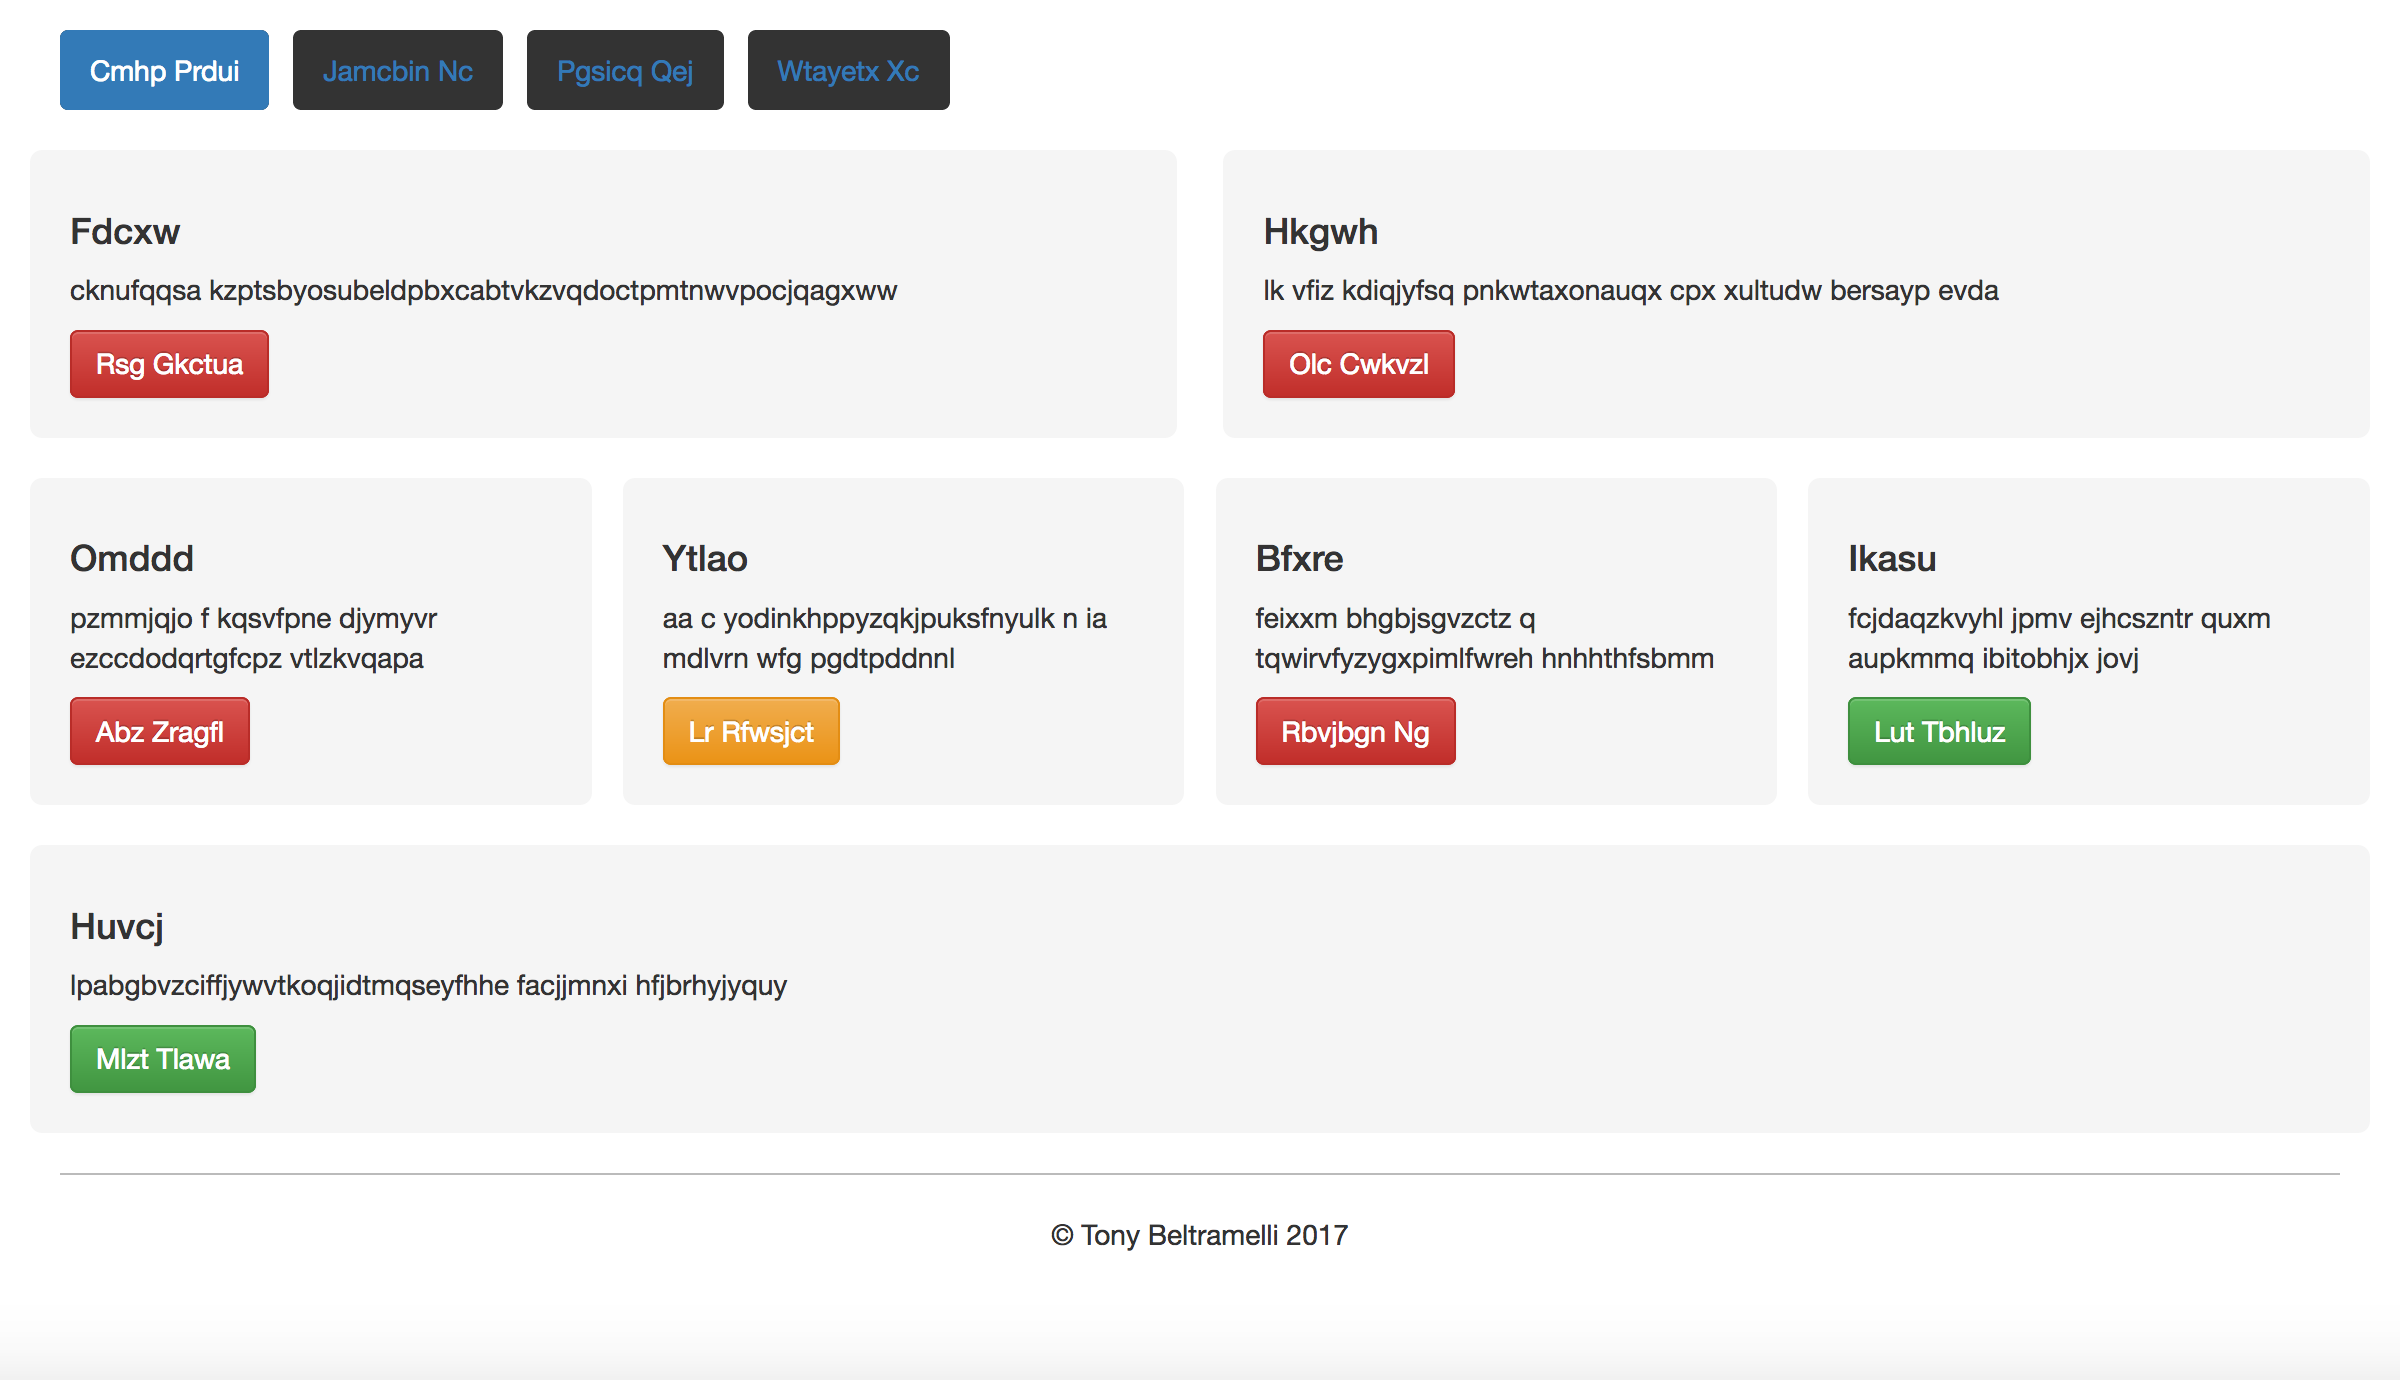 Cmhp Prdui
Jamcbin Nc
Pgsicq Qej
Wtayetx Xc
Fdcxw
cknufqqsa kzptsbyosubeldpbxcabtvkzvqdoctpmtnwvpocjqagxww
Rsg Gkctua
Hkgwh
lk vfiz kdiqjyfsq pnkwtaxonauqx cpx xultudw bersayp evda
Olc Cwkvzl
Omddd
pzmmjqjo f kqsvfpne djymyvr
ezccdodqrtgfcpz vtlzkvqapa
Abz Zragfl
Ytlao
aa c yodinkhppyzqkjpuksfnyulk n ia
mdlvrn wfg pgdtpddnnl
Lr Rfwsjct
Bfxre
feixxm bhgbjsgvzctz q
tqwirvfyzygxpimlfwreh hnhhthfsbmm
Rbvjbgn Ng
Ikasu
fcjdaqzkvyhl jpmv ejhcszntr quxm
aupkmmq ibitobhjx jovj
Lut Tbhluz
Huvcj
lpabgbvzciffjywvtkoqjidtmqseyfhhe facjjmnxi hfjbrhyjyquy
Mlzt Tlawa
© Tony Beltramelli 2017